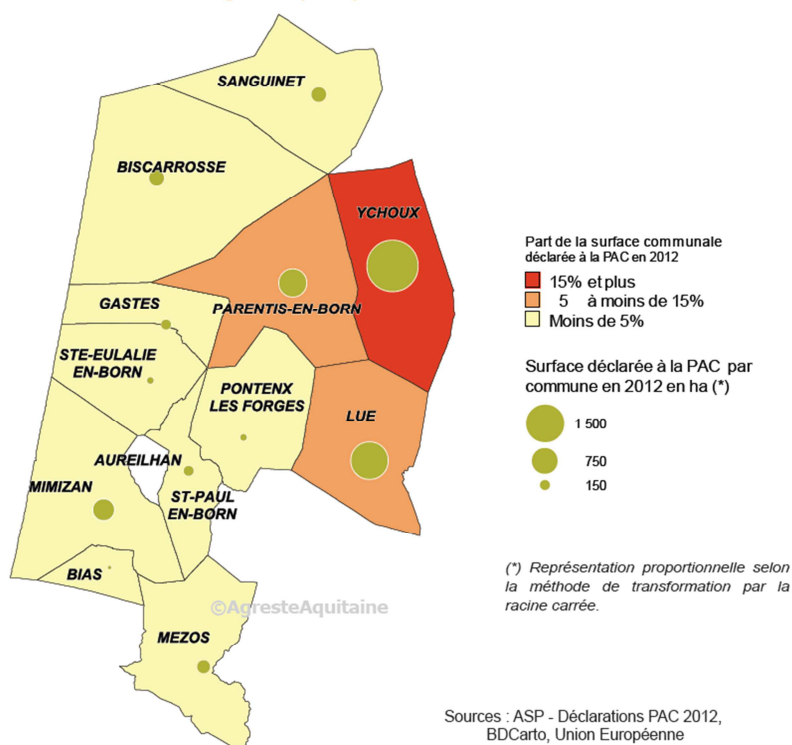 SANGUINET
BISCARROSSE
YCHOUX
GASTES
PARENTIS-EN-BORN
STE-EULALIE
EN-BORN
PONTENX
LES FORGES
LUE
AUREILHAN
MIMIZAN
ST-PAUL
EN-BORN
BIAS
©AgresteAquitaine
MEZOS
Part de la surface communale
déclarée à la PAC en 2012
15% et plus
5 à moins de 15%
Moins de 5%
Surface déclarée à la PAC par
commune en 2012 en ha (*)
1 500
750
150
(*) Représentation proportionnelle selon
la méthode de transformation par la
racine carrée.
Sources : ASP - Déclarations PAC 2012,
BDCarto, Union Européenne